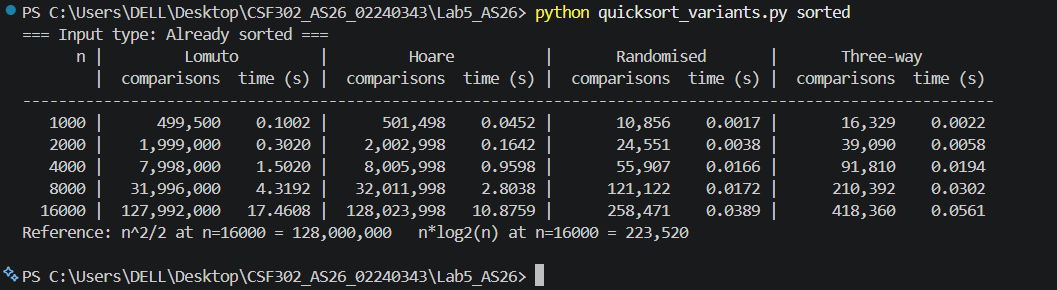 PS C:\Users\DELL\Desktop\CSF302_AS26_02240343\Lab5_AS26> python quicksort_variants.py sorted
=== Input type: Already sorted ===
n | Lomuto | Hoare | Randomised | Three-way
| comparisons time (s) | comparisons time (s) | comparisons time (s) | comparisons time (s)
--------------------------------------------------------------------------------------------------------------------
1000 | 499,500 0.1002 | 501,498 0.0452 | 10,856 0.0017 | 16,329 0.0022
2000 | 1,999,000 0.3020 | 2,002,998 0.1642 | 24,551 0.0038 | 39,090 0.0058
4000 | 7,998,000 1.5020 | 8,005,998 0.9598 | 55,907 0.0166 | 91,810 0.0194
8000 | 31,996,000 4.3192 | 32,011,998 2.8038 | 121,122 0.0172 | 210,392 0.0302
16000 | 127,992,000 17.4608 | 128,023,998 10.8759 | 258,471 0.0389 | 418,360 0.0561
Reference: n^2/2 at n=16000 = 128,000,000 n*log2(n) at n=16000 = 223,520
PS C:\Users\DELL\Desktop\CSF302_AS26_02240343\Lab5_AS26>